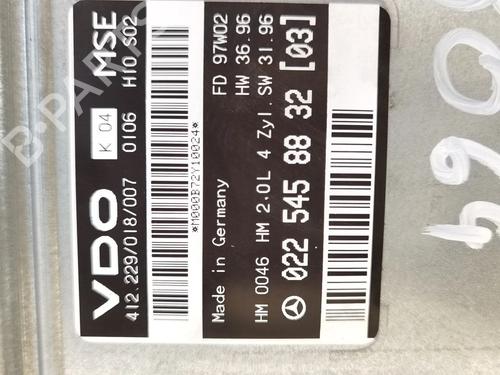 VDO K 04 MSE
412.229/018/007 0106 H10 S02
*M000B72Y10024*
Made in Germany FD 97W02
HM 0046 HM 2.0L 4 Zyl. HW 36.96
SW 31.96
022 545 88 32 [03]
B-PARTS